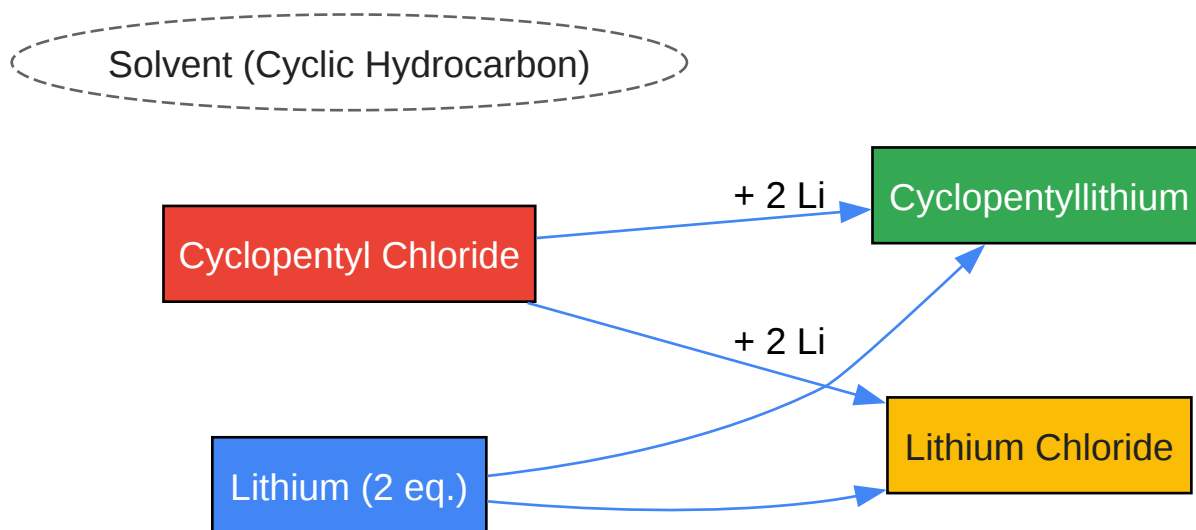 Solvent (Cyclic Hydrocarbon)
+ 2 Li
Cyclopentyllithium
Cyclopentyl Chloride
+ 2 Li
Lithium Chloride
Lithium (2 eq.)